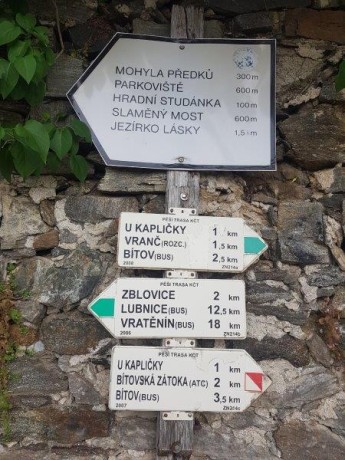 MOHYLA PŘEDKŮ 300 m
PARKOVIŠTĚ 600 m
HRADNÍ STUDÁNKA 100 m
SLAMĚNÝ MOST 600 m
JEZÍRKO LÁSKY 1,5 km
PĚŠÍ TRASA KČT
U KAPLIČKY 1 km
VRANČ (ROZC.) 1,5 km
BÍTOV (BUS) 2,5 km
PĚŠÍ TRASA KČT
ZBLOVICE 2 km
LUBNICE (BUS) 12,5 km
VRATĚNÍN (BUS) 18 km
PĚŠÍ TRASA KČT
U KAPLIČKY 1 km
BÍTOVSKÁ ZÁTOKA (ATC) 2 km
BÍTOV (BUS) 3,5 km
2007